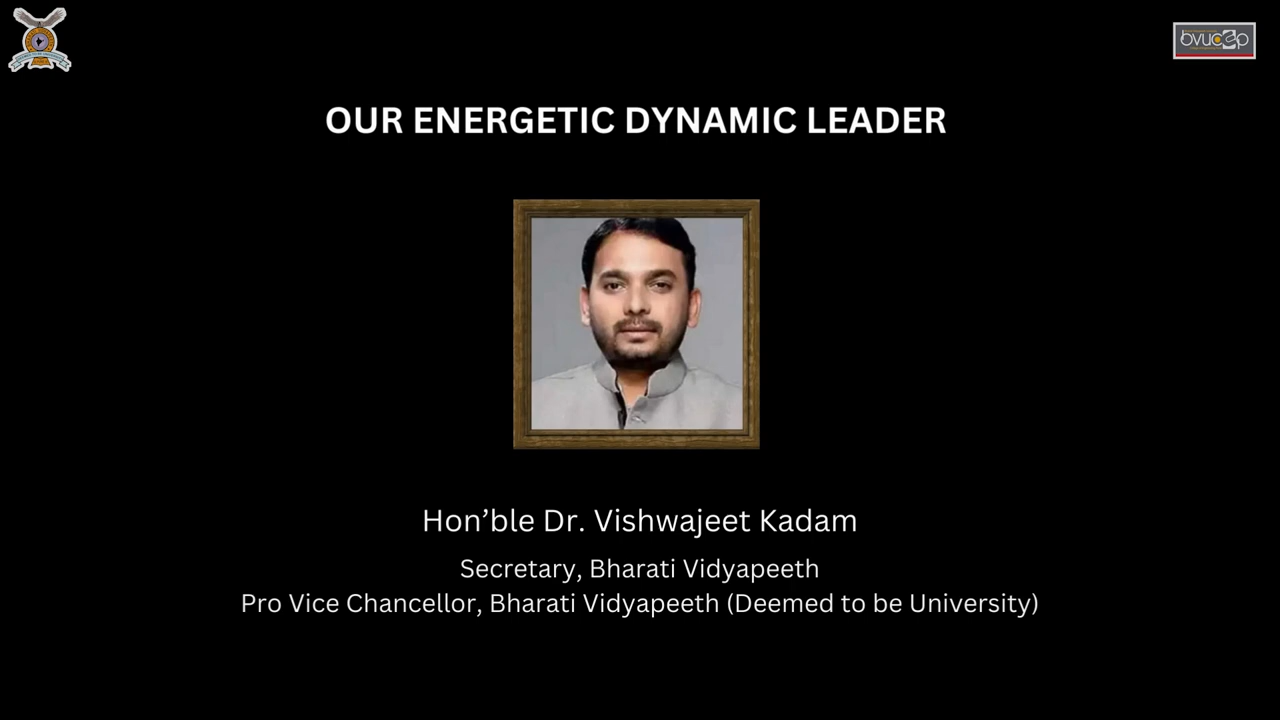 bvucep
OUR ENERGETIC DYNAMIC LEADER
Hon’ble Dr. Vishwajeet Kadam
Secretary, Bharati Vidyapeeth
Pro Vice Chancellor, Bharati Vidyapeeth (Deemed to be University)